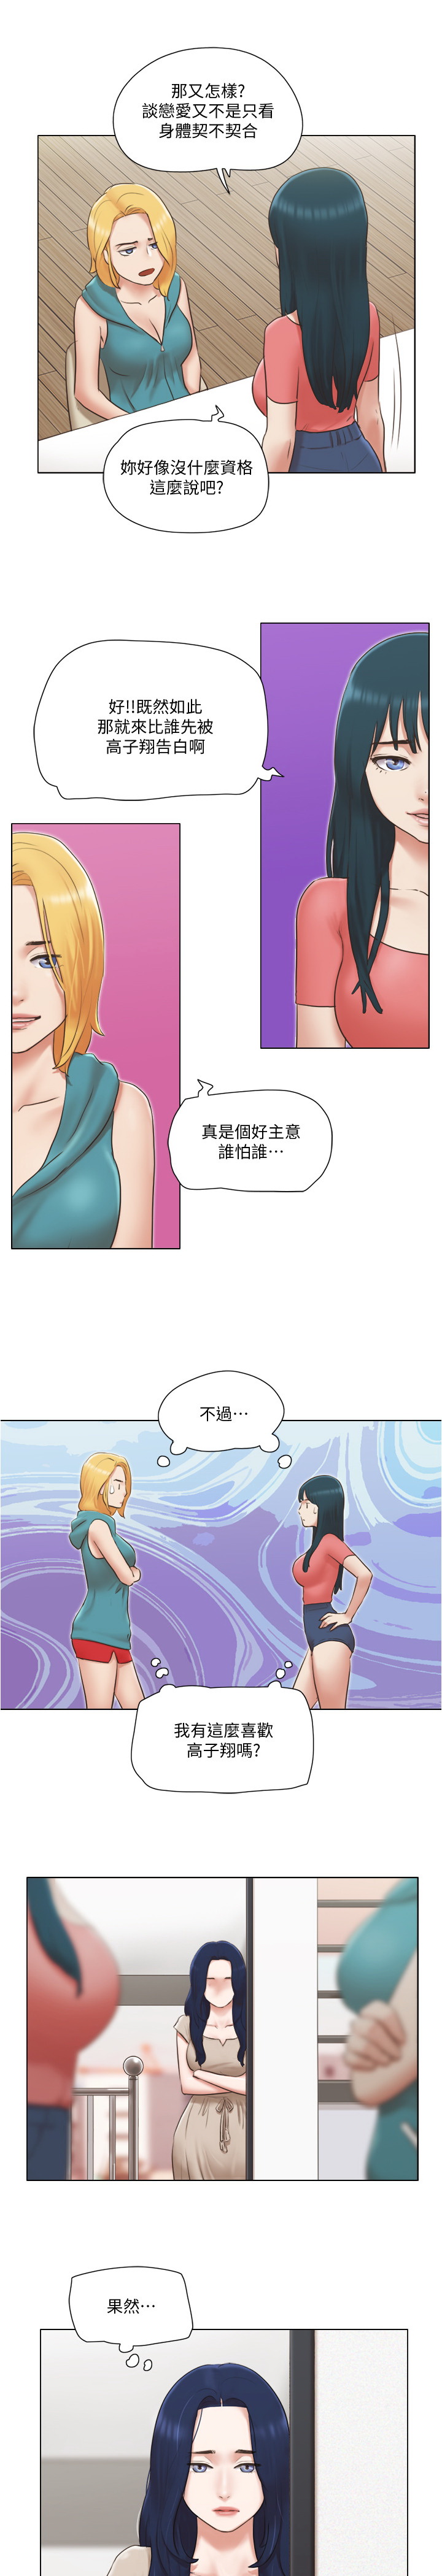 那又怎樣?
談戀愛又不是只看
身體契不契合
妳好像沒什麼資格
這麼說吧?
好!!既然如此
那就來比誰先被
高子翔告白啊
真是個好主意
誰怕誰…
不過…
我有這麼喜歡
高子翔嗎?
果然…